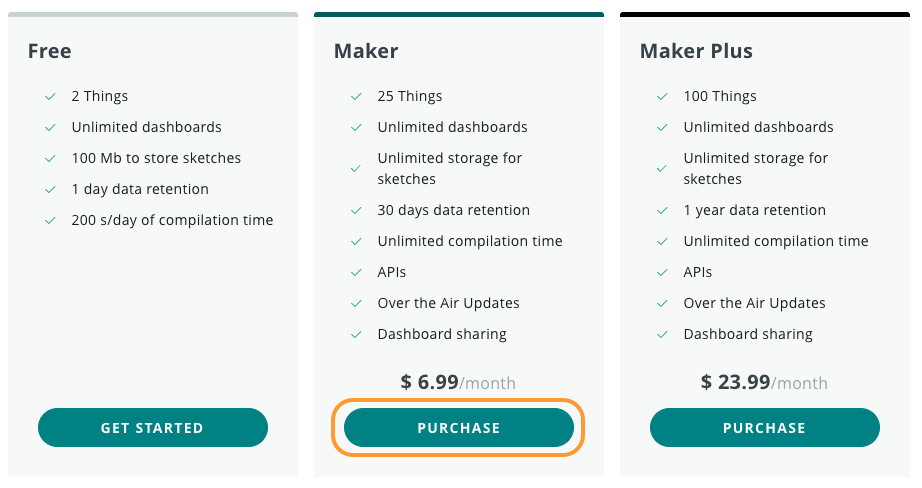 Free
2 Things
Unlimited dashboards
100 Mb to store sketches
1 day data retention
200 s/day of compilation time
GET STARTED
Maker
25 Things
Unlimited dashboards
Unlimited storage for
sketches
30 days data retention
Unlimited compilation time
APIs
Over the Air Updates
Dashboard sharing
$ 6.99/month
PURCHASE
Maker Plus
100 Things
Unlimited dashboards
Unlimited storage for
sketches
1 year data retention
Unlimited compilation time
APIs
Over the Air Updates
Dashboard sharing
$ 23.99/month
PURCHASE